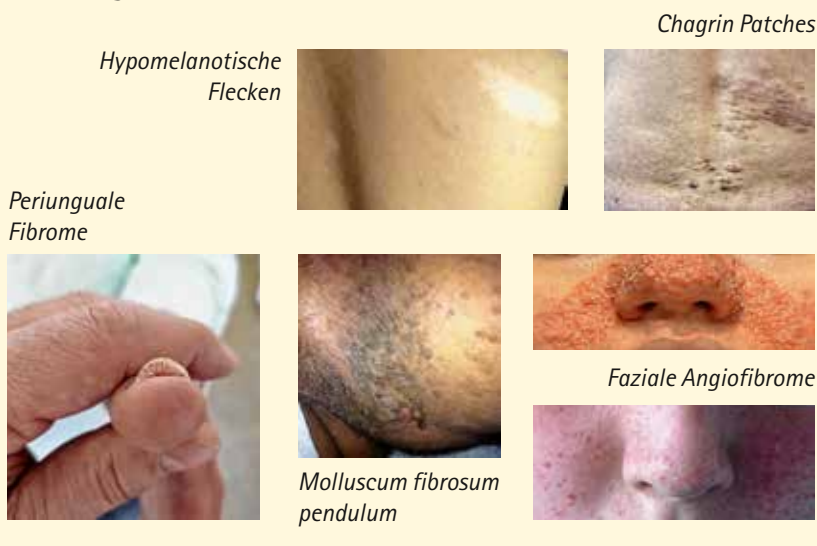 Chagrin Patches
Hypomelanotische
Flecken
Periunguale
Fibrome
Faziale Angiofibrome
Molluscum fibrosum
pendulum